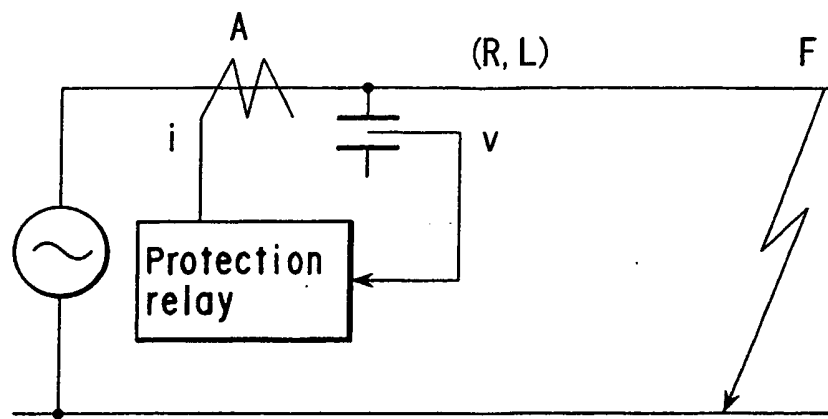 A
(R, L)
F
i
v
Protection
relay